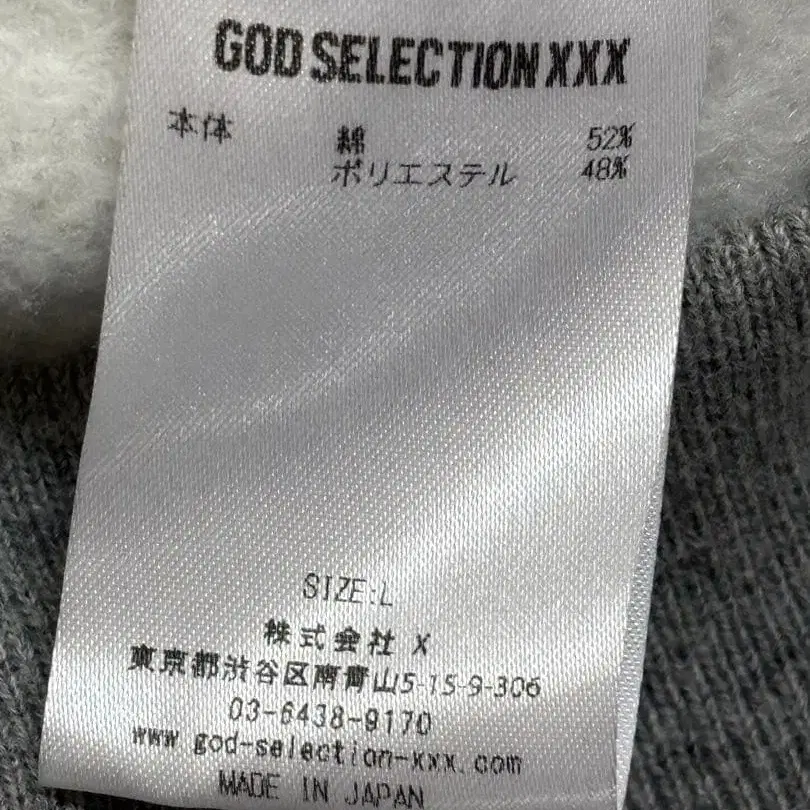 GOD SELECTION XXX
本体 綿 52%
ポリエステル 48%
SIZE:L
株式会社 X
東京都渋谷区南青山5-15-9-306
03-6438-9170
www god-selection-xxx.com
MADE IN JAPAN